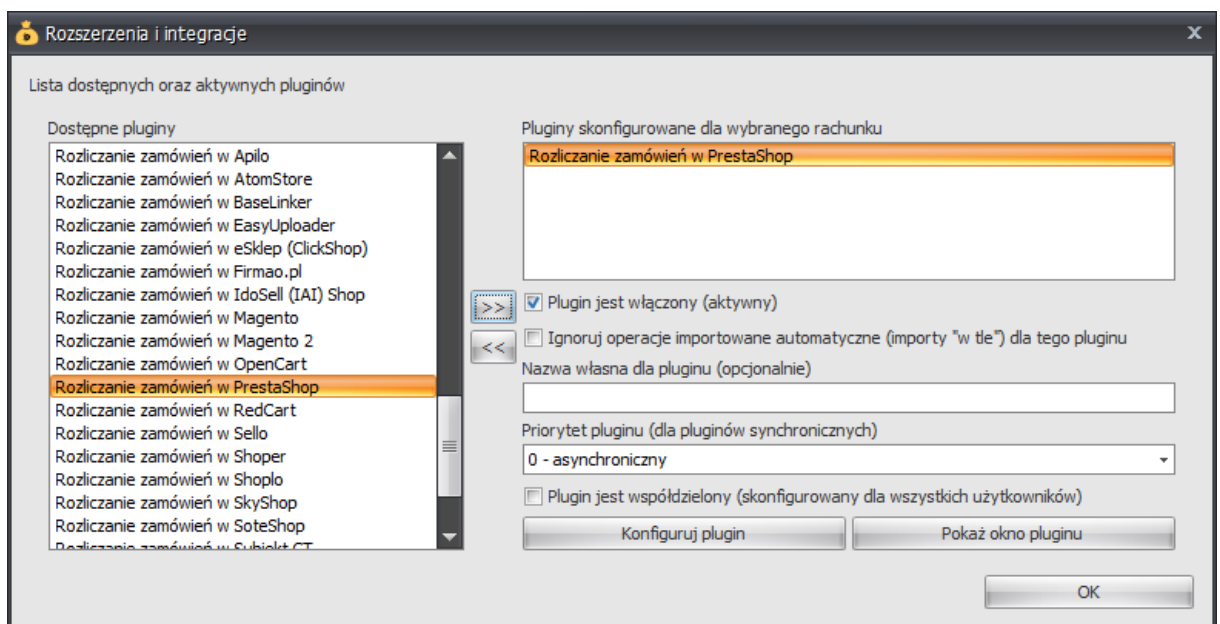 Rozszerzenia i integracje
x
Lista dostępnych oraz aktywnych pluginów
Dostępne pluginy
Rozliczanie zamówień w Apilo
Rozliczanie zamówień w AtomStore
Rozliczanie zamówień w BaseLinker
Rozliczanie zamówień w EasyUploader
Rozliczanie zamówień w eSklep (ClickShop)
Rozliczanie zamówień w Firmao.pl
Rozliczanie zamówień w IdoSell (IAI) Shop
Rozliczanie zamówień w Magento
Rozliczanie zamówień w Magento 2
Rozliczanie zamówień w OpenCart
Rozliczanie zamówień w PrestaShop
Rozliczanie zamówień w RedCart
Rozliczanie zamówień w Sello
Rozliczanie zamówień w Shoper
Rozliczanie zamówień w Shoplo
Rozliczanie zamówień w SkyShop
Rozliczanie zamówień w SoteShop
Rozliczanie zamówień w Subiekt GT
>>
<<
Pluginy skonfigurowane dla wybranego rachunku
Rozliczanie zamówień w PrestaShop
Plugin jest włączony (aktywny)
Ignoruj operacje importowane automatyczne (importy "w tle") dla tego pluginu
Nazwa własna dla pluginu (opcjonalnie)
Priorytet pluginu (dla pluginów synchronicznych)
0 - asynchroniczny
Plugin jest współdzielony (skonfigurowany dla wszystkich użytkowników)
Konfiguruj plugin
Pokaż okno pluginu
OK